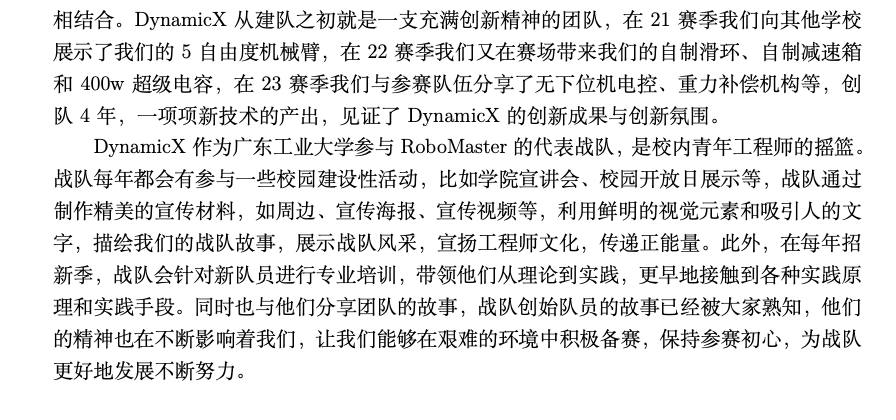 相结合。DynamicX 从建队之初就是一支充满创新精神的团队，在 21 赛季我们向其他学校
展示了我们的 5 自由度机械臂，在 22 赛季我们又在赛场带来我们的自制滑环、自制减速箱
和 400w 超级电容，在 23 赛季我们与参赛队伍分享了无下位机电控、重力补偿机构等，创
队 4 年，一项项新技术的产出，见证了 DynamicX 的创新成果与创新氛围。
DynamicX 作为广东工业大学参与 RoboMaster 的代表战队，是校内青年工程师的摇篮。
战队每年都会有参与一些校园建设性活动，比如学院宣讲会、校园开放日展示等，战队通过
制作精美的宣传材料，如周边、宣传海报、宣传视频等，利用鲜明的视觉元素和吸引人的文
字，描绘我们的战队故事，展示战队风采，宣扬工程师文化，传递正能量。此外，在每年招
新季，战队会针对新队员进行专业培训，带领他们从理论到实践，更早地接触到各种实践原
理和实践手段。同时也与他们分享团队的故事，战队创始队员的故事已经被大家熟知，他们
的精神也在不断影响着我们，让我们能够在艰难的环境中积极备赛，保持参赛初心，为战队
更好地发展不断努力。